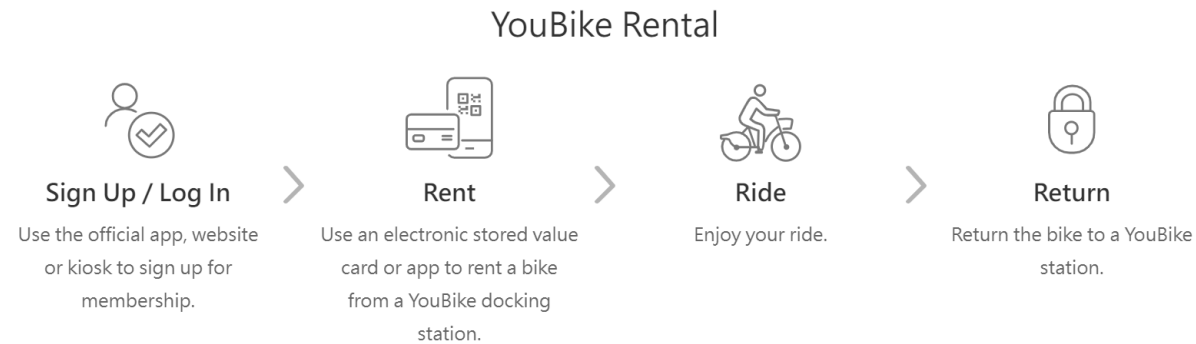 YouBike Rental
Sign Up / Log In
Use the official app, website
or kiosk to sign up for
membership.
Rent
Use an electronic stored value
card or app to rent a bike
from a YouBike docking
station.
Ride
Enjoy your ride.
Return
Return the bike to a YouBike
station.